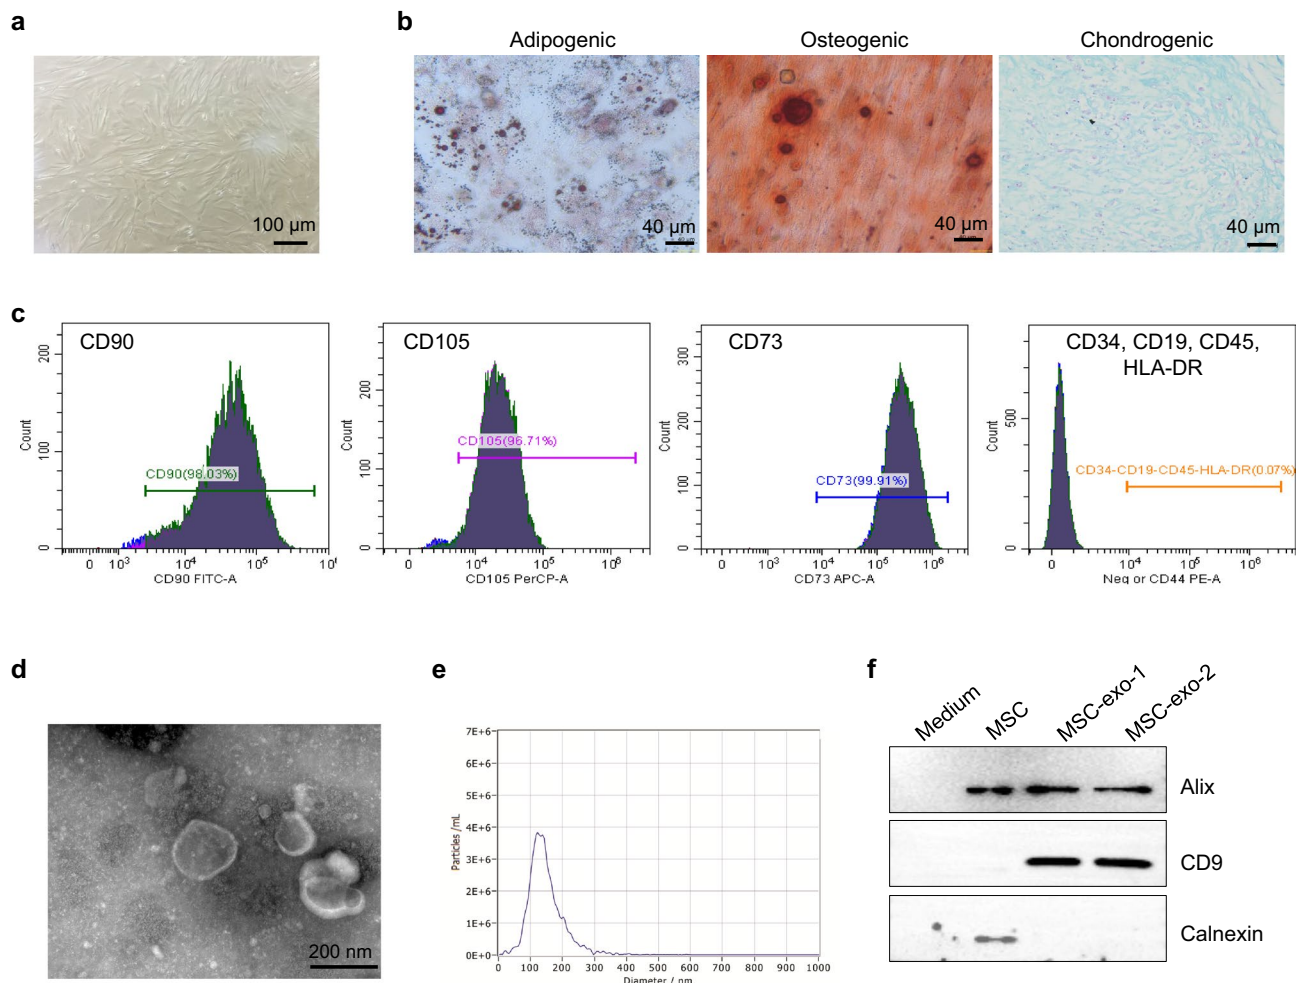 a
100 µm
b
Adipogenic
Osteogenic
Chondrogenic
40 µm
40 µm
40 µm
c
CD90
Count
200
100
0
CD90(98.03%)
0 10³ 10⁴ 10⁵ 10⁶
CD90 FITC-A
CD105
Count
200
100
0
CD105(96.71%)
0 10⁴ 10⁵ 10⁶
CD105 PerCP-A
CD73
Count
300
200
100
0
CD73(99.91%)
0 10³ 10⁴ 10⁵ 10⁶
CD73 APC-A
CD34, CD19, CD45,
HLA-DR
Count
500
0
CD34-CD19-CD45-HLA-DR(0.07%)
0 10⁴ 10⁵ 10⁶
Neg or CD44 PE-A
d
200 nm
e
Particles /mL
7E+6
6E+6
5E+6
4E+6
3E+6
2E+6
1E+6
0E+0
0 100 200 300 400 500 600 700 800 900 1000
Diameter / nm
f
Medium
MSC
MSC-exo-1
MSC-exo-2
Alix
CD9
Calnexin